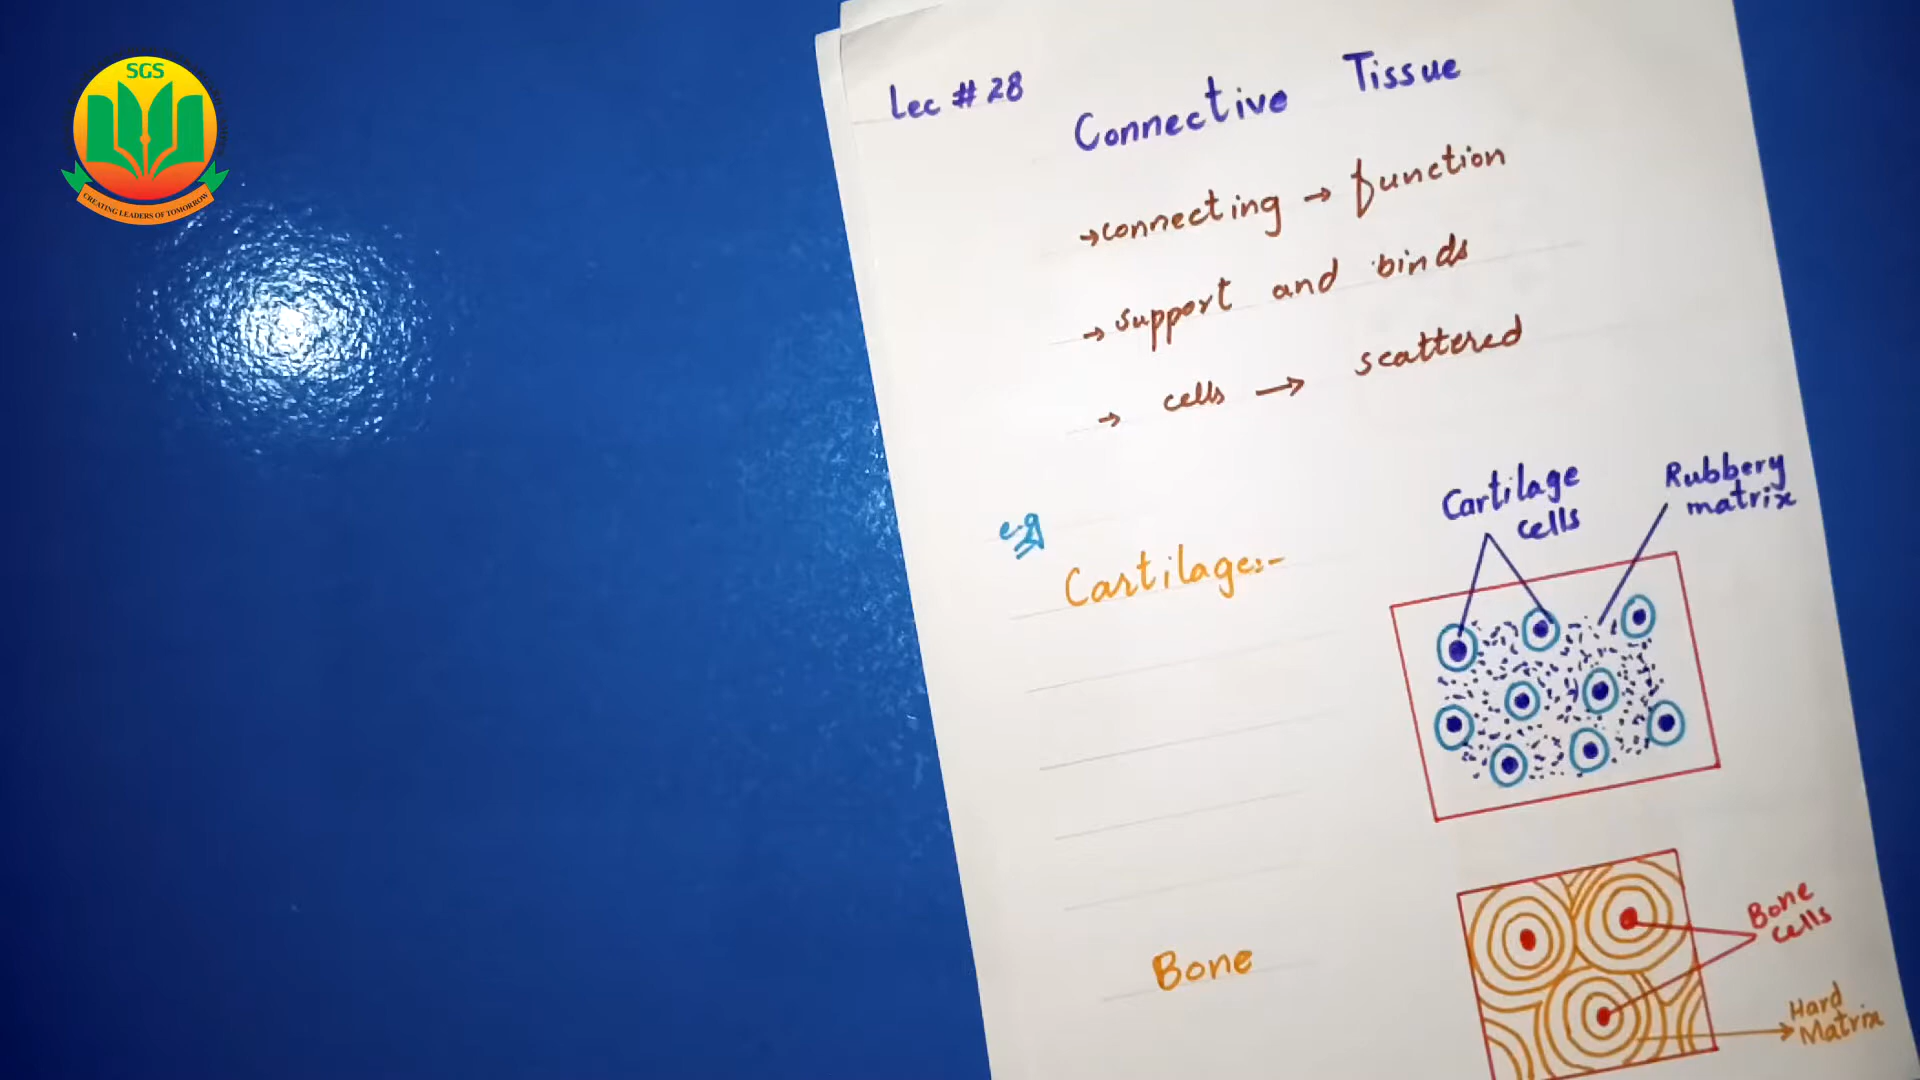 SGS
CREATING LEADERS OF TOMORROW
Lec # 28
Connective Tissue
→connecting → function
→ support and binds
→ cells → scattered
e.g
Cartilage:-
Cartilage
cells
Rubbery
matrix
Bone
Bone
cells
Hard
Matrix